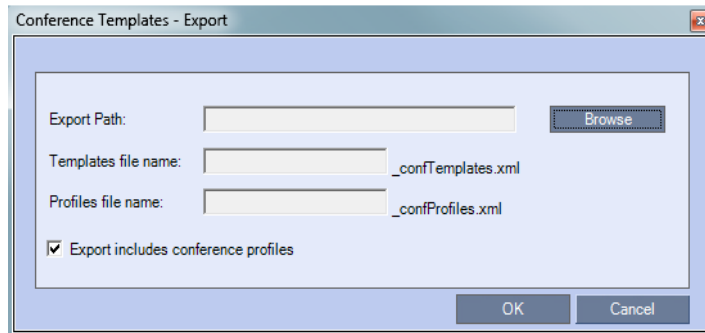 Conference Templates - Export
Export Path:
Browse
Templates file name:
_confTemplates.xml
Profiles file name:
_confProfiles.xml
Export includes conference profiles
OK
Cancel